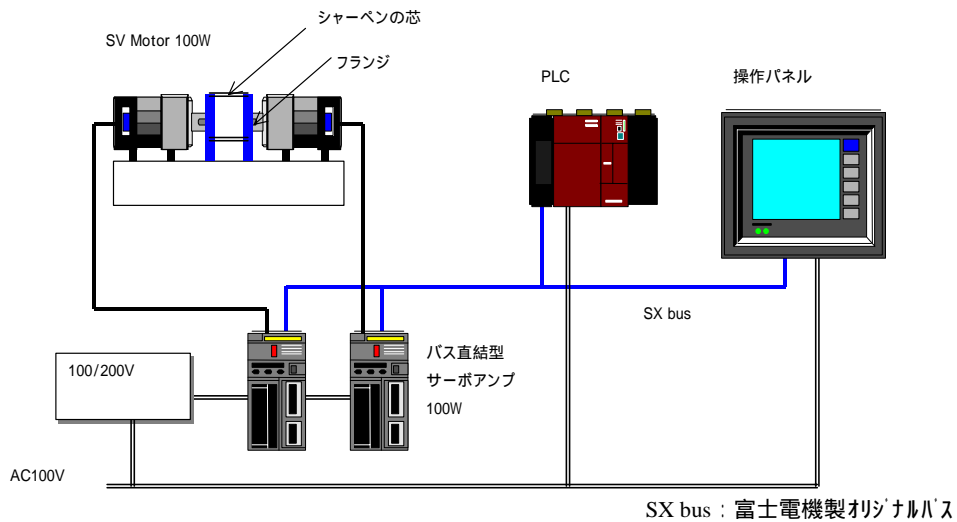 シャーペンの芯
SV Motor 100W
フランジ
PLC
操作パネル
SX bus
バス直結型
サーボアンプ
100W
100/200V
AC100V
SX bus：富士電機製ｵﾘｼﾞﾅﾙﾊﾞｽ